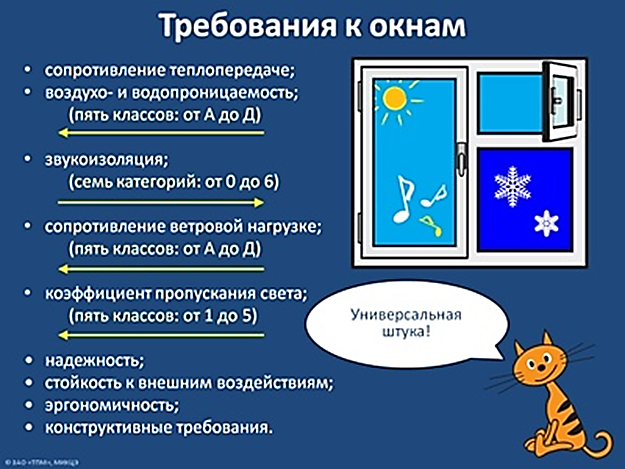 Требования к окнам
• сопротивление теплопередаче;
• воздухо- и водопроницаемость;
(пять классов: от А до Д)
• звукоизоляция;
(семь категорий: от 0 до 6)
• сопротивление ветровой нагрузке;
(пять классов: от А до Д)
• коэффициент пропускания света;
(пять классов: от 1 до 5)
• надежность;
• стойкость к внешним воздействиям;
• эргономичность;
• конструктивные требования.
Универсальная
штука!
© ЗАО «ТПМ»,